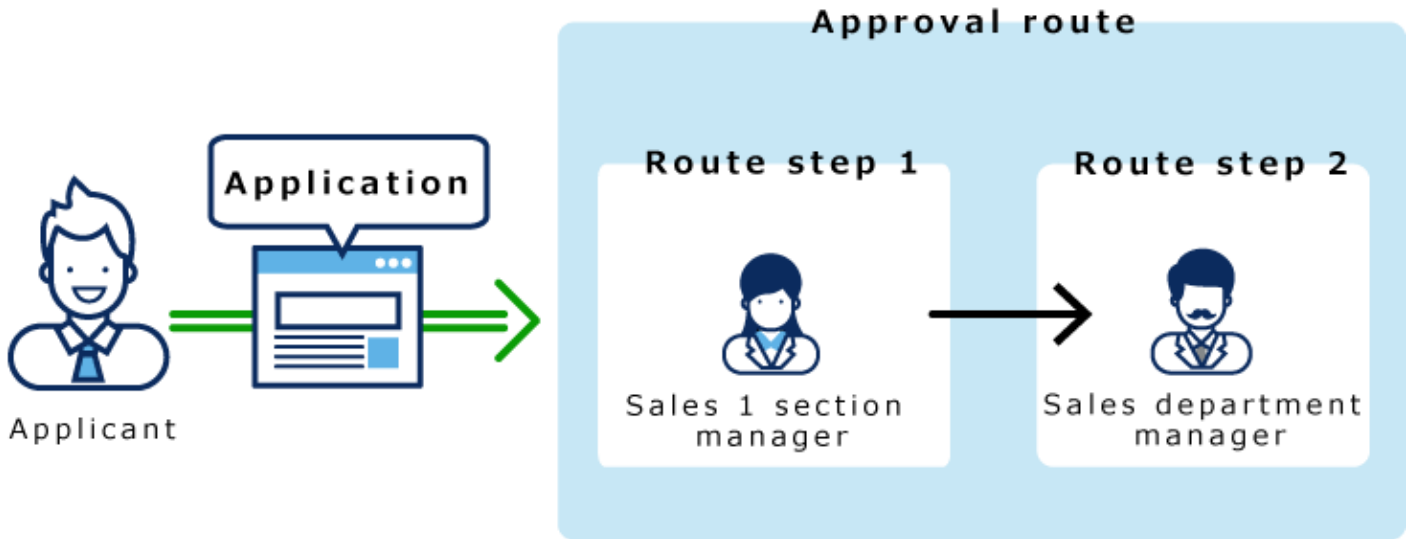 Approval route
Application
Applicant
Route step 1
Sales 1 section
manager
Route step 2
Sales department
manager